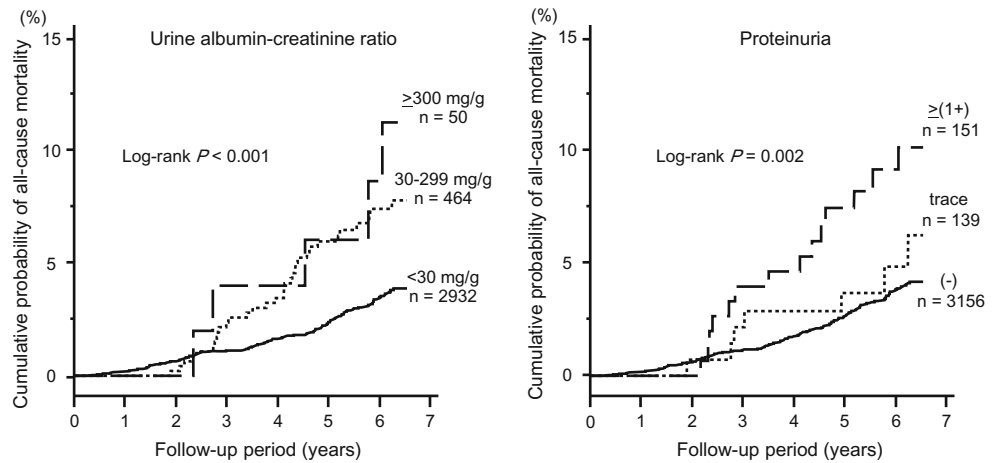 (%)
Urine albumin-creatinine ratio
Cumulative probability of all-cause mortality
15
10
5
0
≥300 mg/g
n = 50
Log-rank P < 0.001
30-299 mg/g
n = 464
<30 mg/g
n = 2932
0 1 2 3 4 5 6 7
Follow-up period (years)
(%)
Proteinuria
Cumulative probability of all-cause mortality
15
10
5
0
≥(1+)
n = 151
Log-rank P = 0.002
trace
n = 139
(-)
n = 3156
0 1 2 3 4 5 6 7
Follow-up period (years)